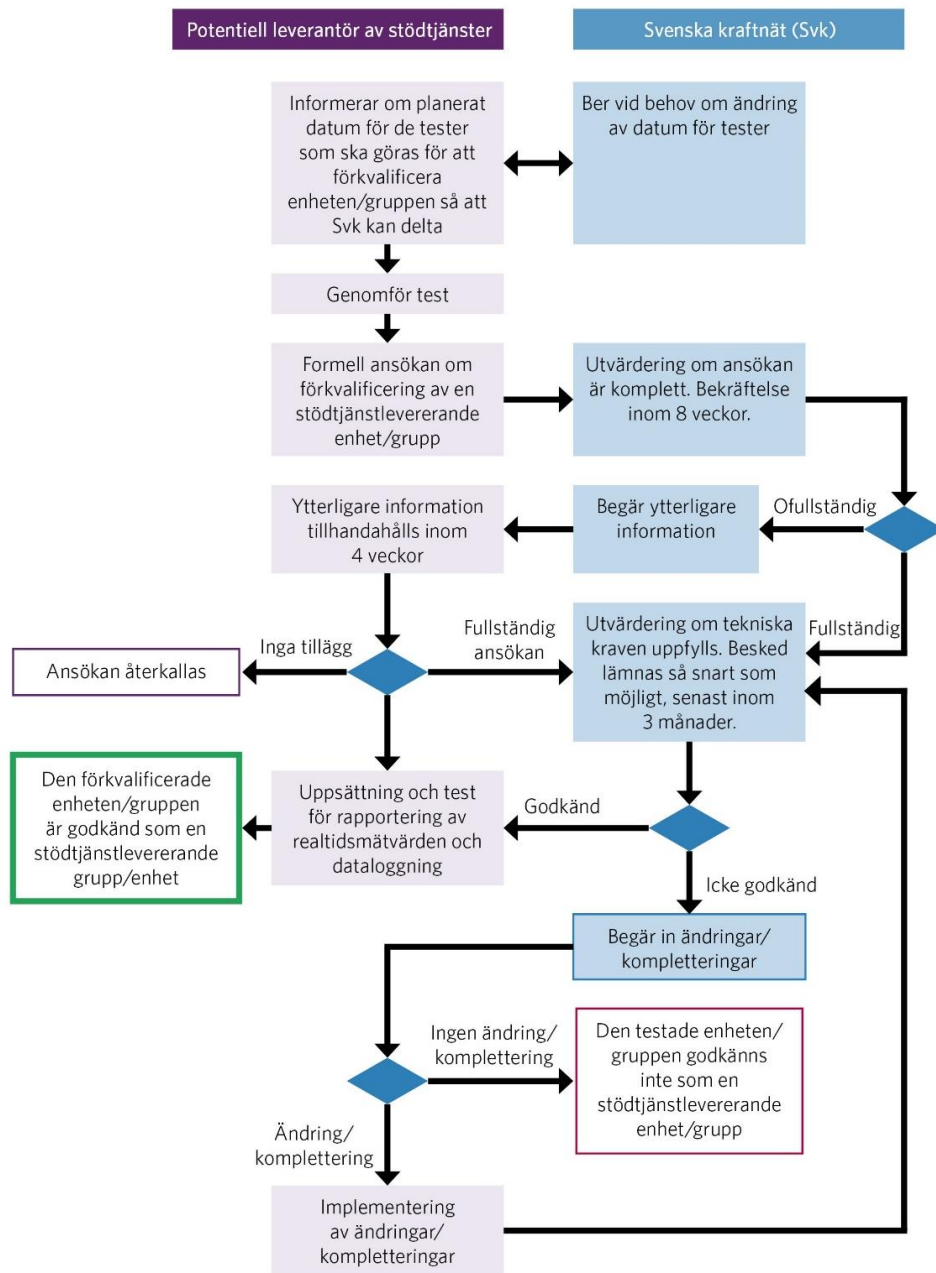 Potentiell leverantör av stödtjänster
Svenska kraftnät (Svk)
Informerar om planerat
datum för de tester
som ska göras för att
förkvalificera
enheten/gruppen så att
Svk kan delta
Ber vid behov om ändring
av datum för tester
Genomför test
Formell ansökan om
förkvalificering av en
stödtjänstlevererande
enhet/grupp
Utvärdering om ansökan
är komplett. Bekräftelse
inom 8 veckor.
Ytterligare information
tillhandahålls inom
4 veckor
Begär ytterligare
information
Ofullständig
Inga tillägg
Fullständig
ansökan
Utvärdering om tekniska
kraven uppfylls. Besked
lämnas så snart som
möjligt, senast inom
3 månader.
Fullständig
Ansökan återkallas
Den förkvalificerade
enheten/gruppen
är godkänd som en
stödtjänstlevererande
grupp/enhet
Uppsättning och test
för rapportering av
realtidsmätvärden och
dataloggning
Godkänd
Icke godkänd
Begär in ändringar/
kompletteringar
Ingen ändring/
komplettering
Den testade enheten/
gruppen godkänns
inte som en
stödtjänstlevererande
enhet/grupp
Ändring/
komplettering
Implementering
av ändringar/
kompletteringar